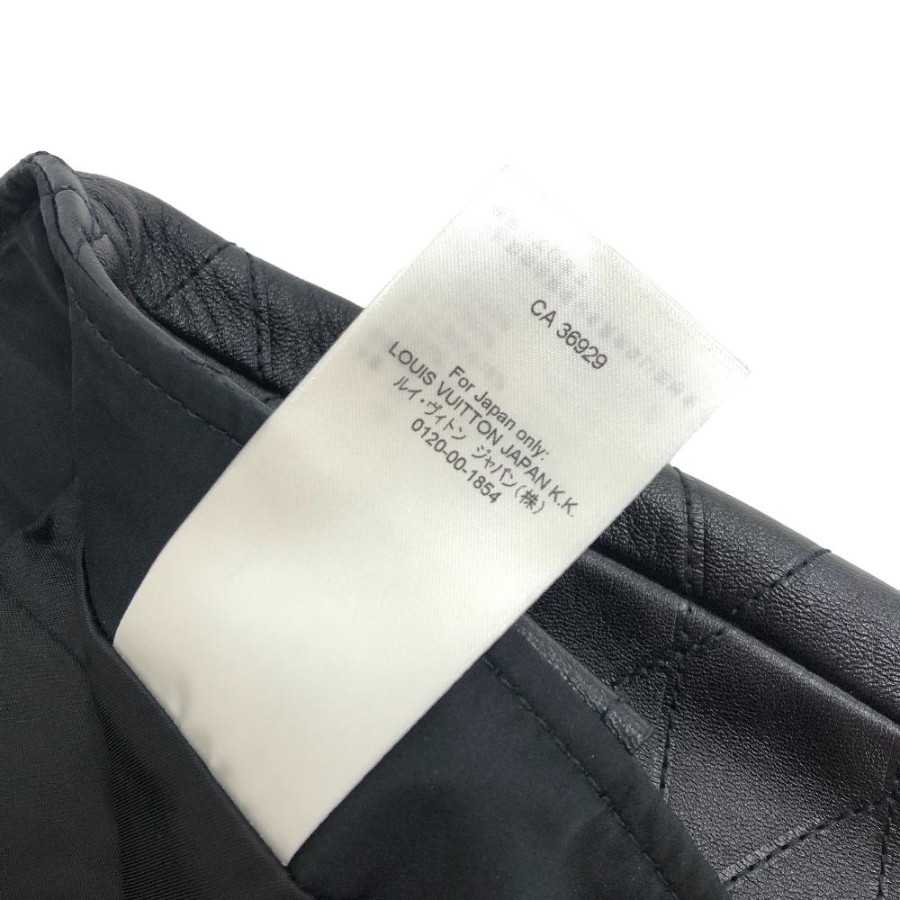 CA 36929
For Japan only:
LOUIS VUITTON JAPAN K.K.
ルイ・ヴィトン ジャパン(株)
0120-00-1854